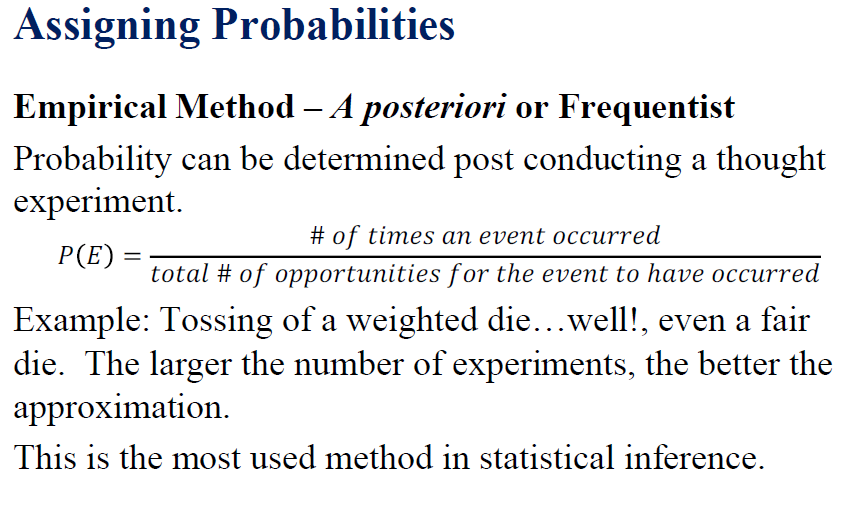 Assigning Probabilities
Empirical Method – A posteriori or Frequentist
Probability can be determined post conducting a thought
experiment.
P(E) = # of times an event occurred / total # of opportunities for the event to have occurred
Example: Tossing of a weighted die…well!, even a fair
die. The larger the number of experiments, the better the
approximation.
This is the most used method in statistical inference.